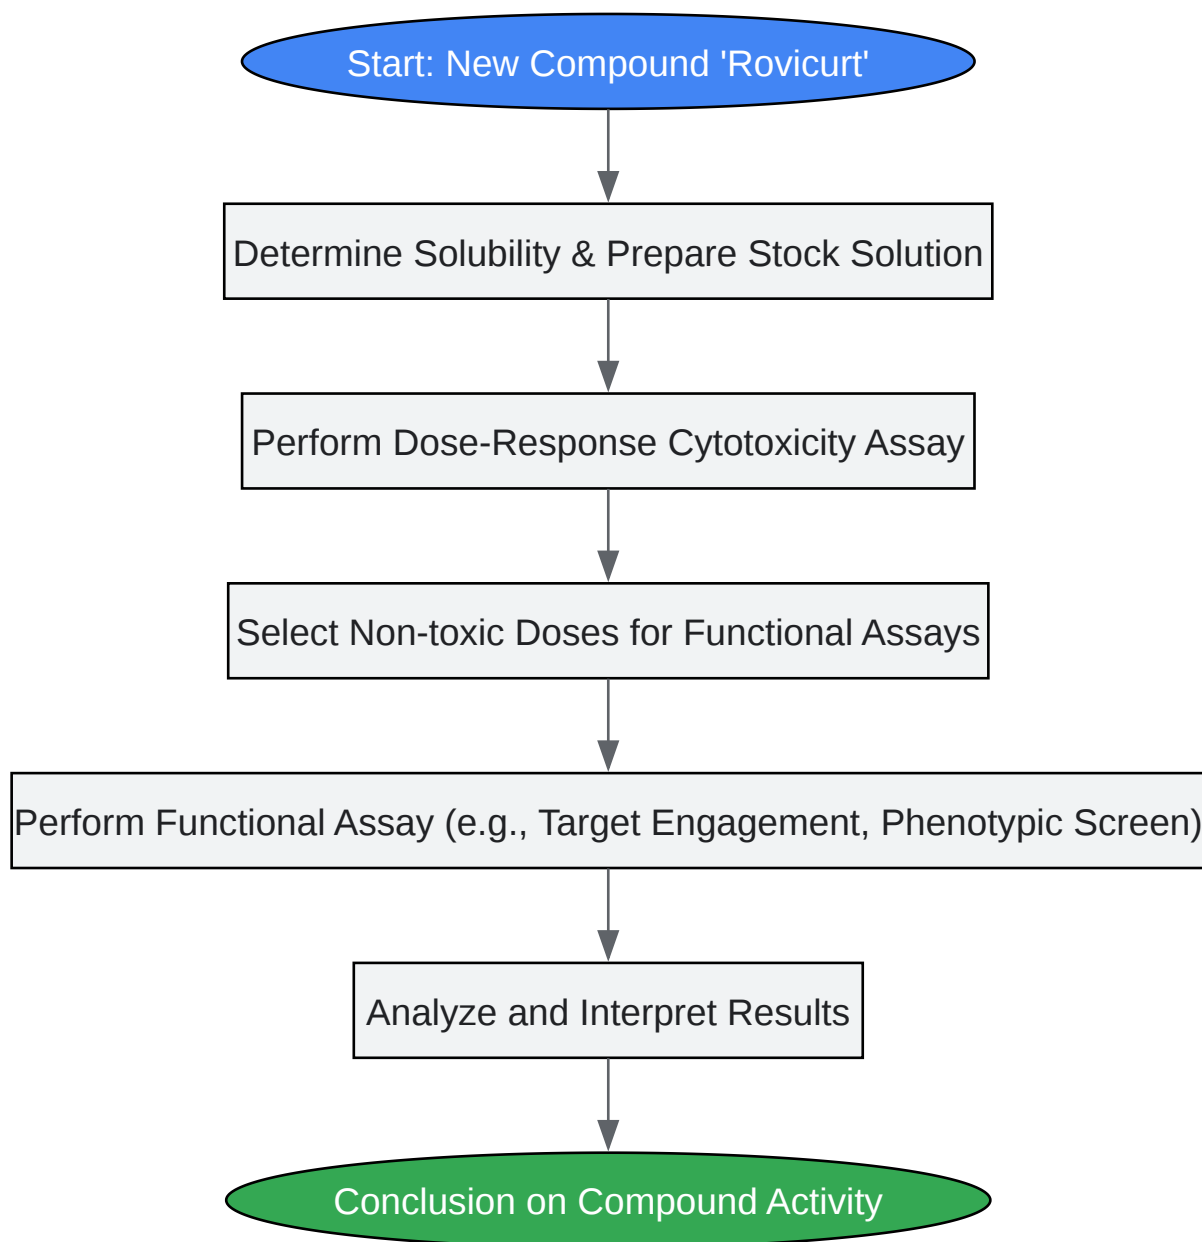 Start: New Compound 'Rovicurt'
Determine Solubility & Prepare Stock Solution
Perform Dose-Response Cytotoxicity Assay
Select Non-toxic Doses for Functional Assays
Perform Functional Assay (e.g., Target Engagement, Phenotypic Screen)
Analyze and Interpret Results
Conclusion on Compound Activity